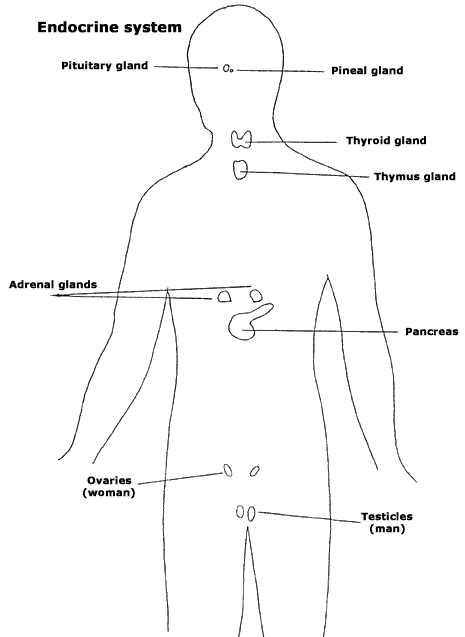 Endocrine system
Pituitary gland
Pineal gland
Thyroid gland
Thymus gland
Adrenal glands
Pancreas
Ovaries
(woman)
Testicles
(man)